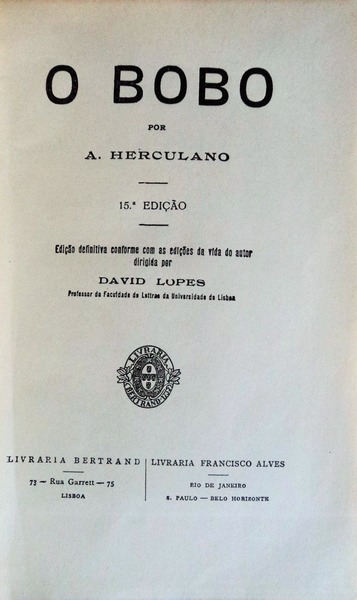 O BOBO
POR
A. HERCULANO
15.ª EDIÇÃO
Edição definitiva conforme com as edições da vida do autor
dirigida por
DAVID LOPES
Professor da Faculdade de Lettras da Universidade de Lisboa
LIVRARIA
BERTRAND
LIVRARIA BERTRAND
73 — Rua Garrett — 75
LISBOA
LIVRARIA FRANCISCO ALVES
RIO DE JANEIRO
S. PAULO — BELO HORIZONTE